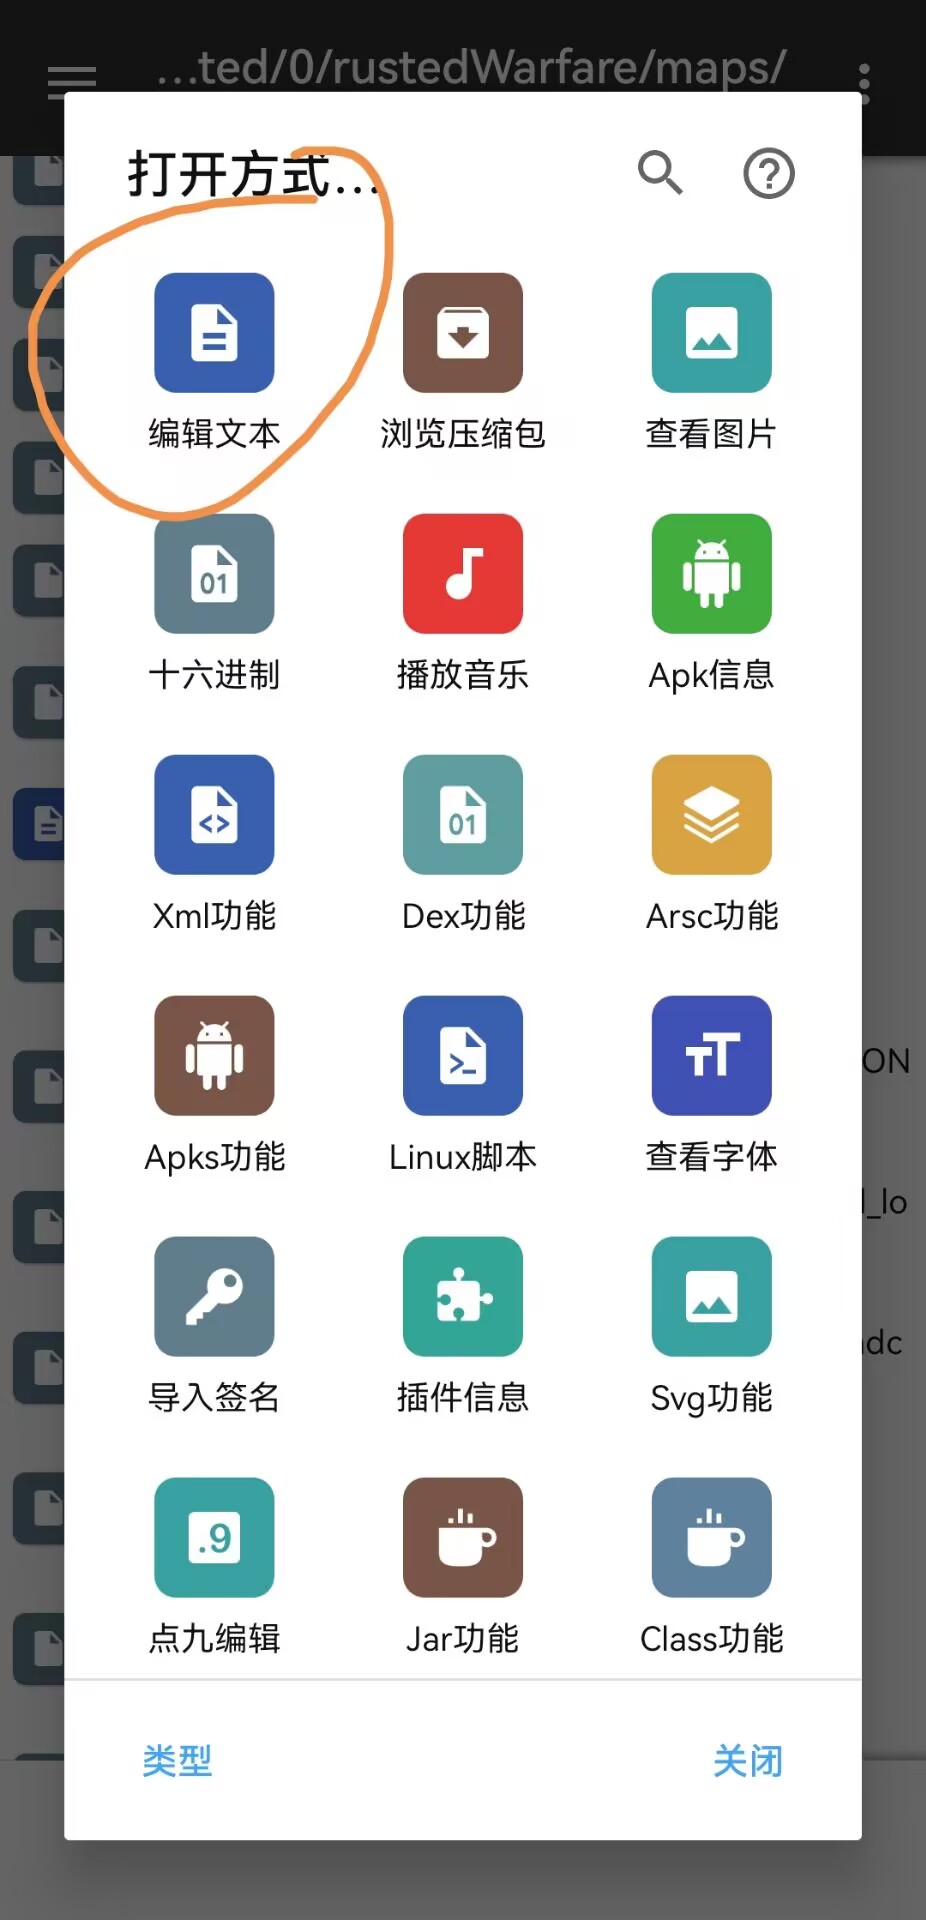 …ted/0/rustedWarfare/maps/
打开方式…
编辑文本
浏览压缩包
查看图片
01
十六进制
播放音乐
Apk信息
Xml功能
01
Dex功能
Arsc功能
ON
Apks功能
Linux脚本
TT
查看字体
l_lo
导入签名
插件信息
Svg功能
adc
.9
点九编辑
Jar功能
Class功能
类型
关闭